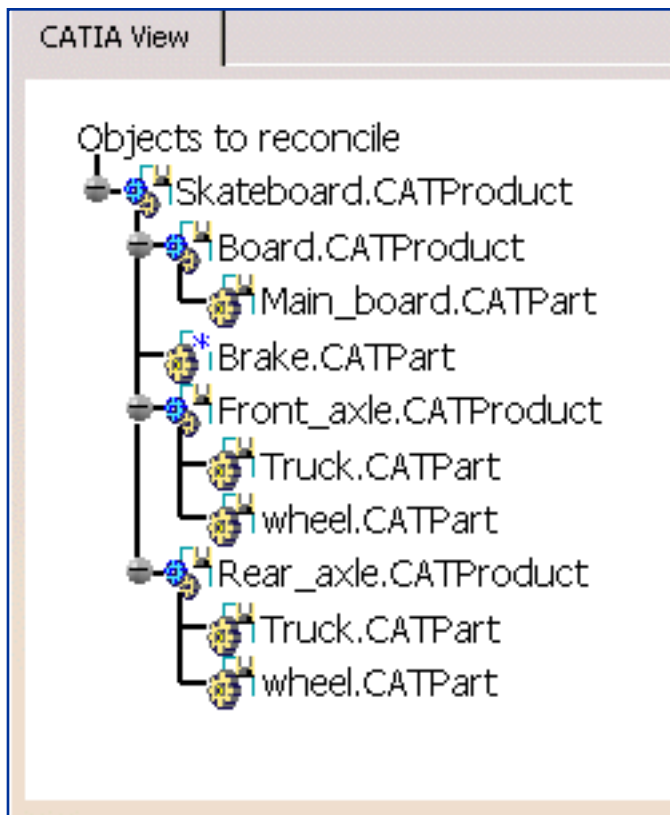 CATIA View
Objects to reconcile
Skateboard.CATProduct
Board.CATProduct
Main_board.CATPart
Brake.CATPart
Front_axle.CATProduct
Truck.CATPart
wheel.CATPart
Rear_axle.CATProduct
Truck.CATPart
wheel.CATPart